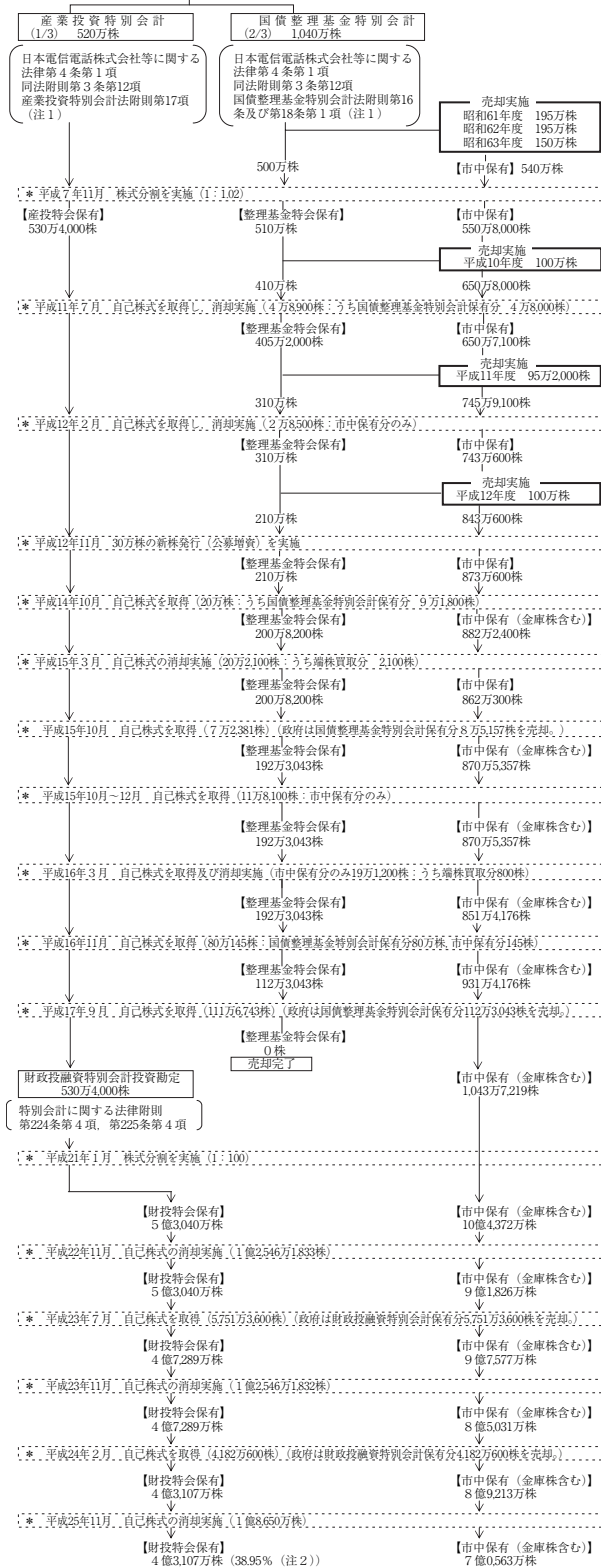 産業投資特別会計
(1/3) 520万株
国債整理基金特別会計
(2/3) 1,040万株
日本電信電話株式会社等に関する
法律第４条第１項
同法附則第３条第12項
産業投資特別会計法附則第17項
（注１）
日本電信電話株式会社等に関する
法律第４条第１項
同法附則第３条第12項
国債整理基金特別会計法附則第16
条及び第18条第１項（注１）
売却実施
昭和61年度 195万株
昭和62年度 195万株
昭和63年度 150万株
500万株
【市中保有】540万株
＊ 平成７年11月 株式分割を実施（1：1.02）
【産投特会保有】
530万4,000株
【整理基金特会保有】
510万株
【市中保有】
550万8,000株
売却実施
平成10年度 100万株
410万株
650万8,000株
＊ 平成11年７月 自己株式を取得し，消却実施（４万8,900株：うち国債整理基金特別会計保有分 ４万8,000株）
【整理基金特会保有】
405万2,000株
【市中保有】
650万7,100株
売却実施
平成11年度 95万2,000株
310万株
745万9,100株
＊ 平成12年２月 自己株式を取得し，消却実施（２万8,500株：市中保有分のみ）
【整理基金特会保有】
310万株
【市中保有】
743万600株
売却実施
平成12年度 100万株
210万株
843万600株
＊ 平成12年11月 30万株の新株発行（公募増資）を実施
【整理基金特会保有】
210万株
【市中保有】
873万600株
＊ 平成14年10月 自己株式を取得（20万株：うち国債整理基金特別会計保有分 ９万1,800株）
【整理基金特会保有】
200万8,200株
【市中保有（金庫株含む）】
882万2,400株
＊ 平成15年３月 自己株式の消却実施（20万2,100株：うち端株買取分 2,100株）
【整理基金特会保有】
200万8,200株
【市中保有】
862万300株
＊ 平成15年10月 自己株式を取得（７万2,381株）（政府は国債整理基金特別会計保有分８万5,157株を売却。）
【整理基金特会保有】
192万3,043株
【市中保有（金庫株含む）】
870万5,357株
＊ 平成15年10月～12月 自己株式を取得（11万8,100株：市中保有分のみ）
【整理基金特会保有】
192万3,043株
【市中保有（金庫株含む）】
870万5,357株
＊ 平成16年３月 自己株式を取得及び消却実施（市中保有分のみ19万1,200株：うち端株買取分800株）
【整理基金特会保有】
192万3,043株
【市中保有（金庫株含む）】
851万4,176株
＊ 平成16年11月 自己株式を取得（80万145株：国債整理基金特別会計保有分80万株，市中保有分145株）
【整理基金特会保有】
112万3,043株
【市中保有（金庫株含む）】
931万4,176株
＊ 平成17年９月 自己株式を取得（111万6,743株）（政府は国債整理基金特別会計保有分112万3,043株を売却。）
【整理基金特会保有】
０株
売却完了
財政投融資特別会計投資勘定
530万4,000株
【市中保有（金庫株含む）】
1,043万7,219株
特別会計に関する法律附則
第224条第４項，第225条第４項
＊ 平成21年１月 株式分割を実施（1：100）
【財投特会保有】
５億3,040万株
【市中保有（金庫株含む）】
10億4,372万株
＊ 平成22年11月 自己株式の消却実施（１億2,546万1,833株）
【財投特会保有】
５億3,040万株
【市中保有（金庫株含む）】
９億1,826万株
＊ 平成23年７月 自己株式を取得（5,751万3,600株）（政府は財政投融資特別会計保有分5,751万3,600株を売却。）
【財投特会保有】
４億7,289万株
【市中保有（金庫株含む）】
９億7,577万株
＊ 平成23年11月 自己株式の消却実施（１億2,546万1,832株）
【財投特会保有】
４億7,289万株
【市中保有（金庫株含む）】
８億5,031万株
＊ 平成24年２月 自己株式を取得（4,182万600株）（政府は財政投融資特別会計保有分4,182万600株を売却。）
【財投特会保有】
４億3,107万株
【市中保有（金庫株含む）】
８億9,213万株
＊ 平成25年11月 自己株式の消却実施（１億8,650万株）
【財投特会保有】
４億3,107万株（38.95%（注２））
【市中保有（金庫株含む）】
７億0,563万株